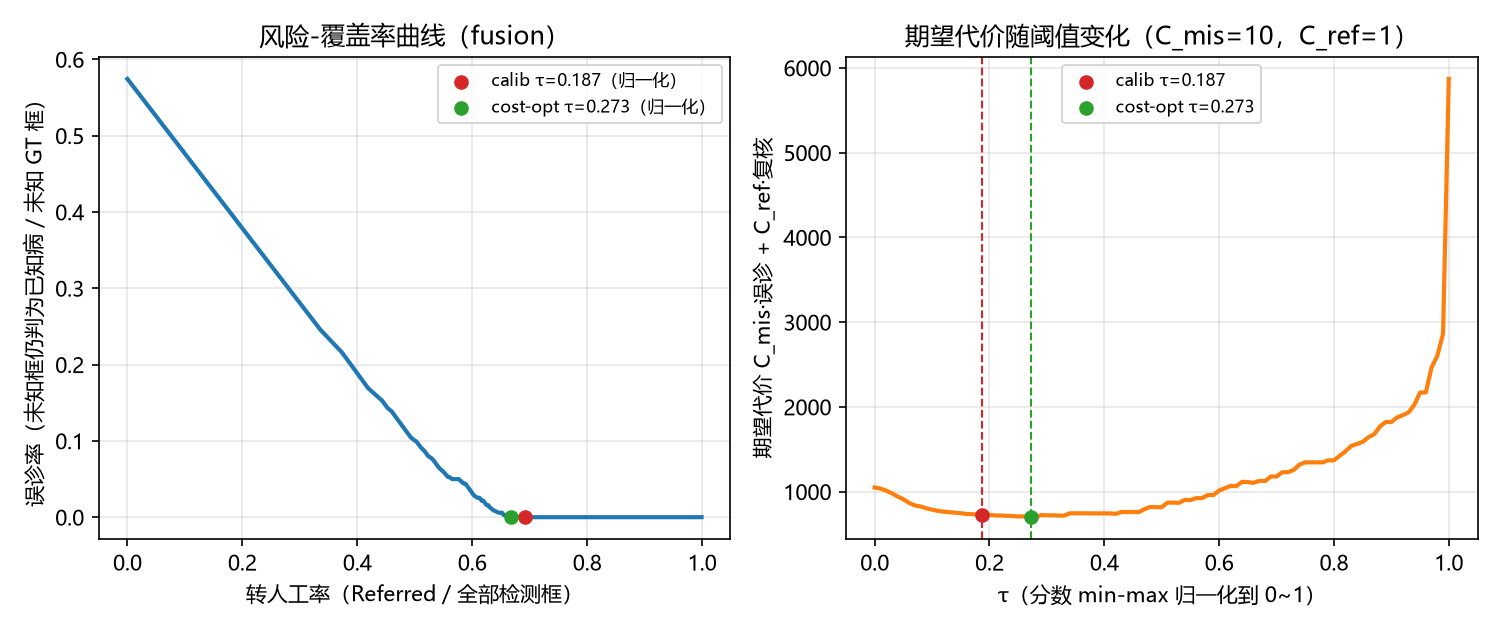 风险-覆盖率曲线（fusion）
误诊率（未知框仍判为已知病 / 未知 GT 框）
0.6
0.5
0.4
0.3
0.2
0.1
0.0
calib τ=0.187（归一化）
cost-opt τ=0.273（归一化）
0.0 0.2 0.4 0.6 0.8 1.0
转人工率（Referred / 全部检测框）
期望代价随阈值变化（C_mis=10，C_ref=1）
期望代价 C_mis·误诊 + C_ref·复核
6000
5000
4000
3000
2000
1000
calib τ=0.187
cost-opt τ=0.273
0.0 0.2 0.4 0.6 0.8 1.0
τ（分数 min-max 归一化到 0~1）